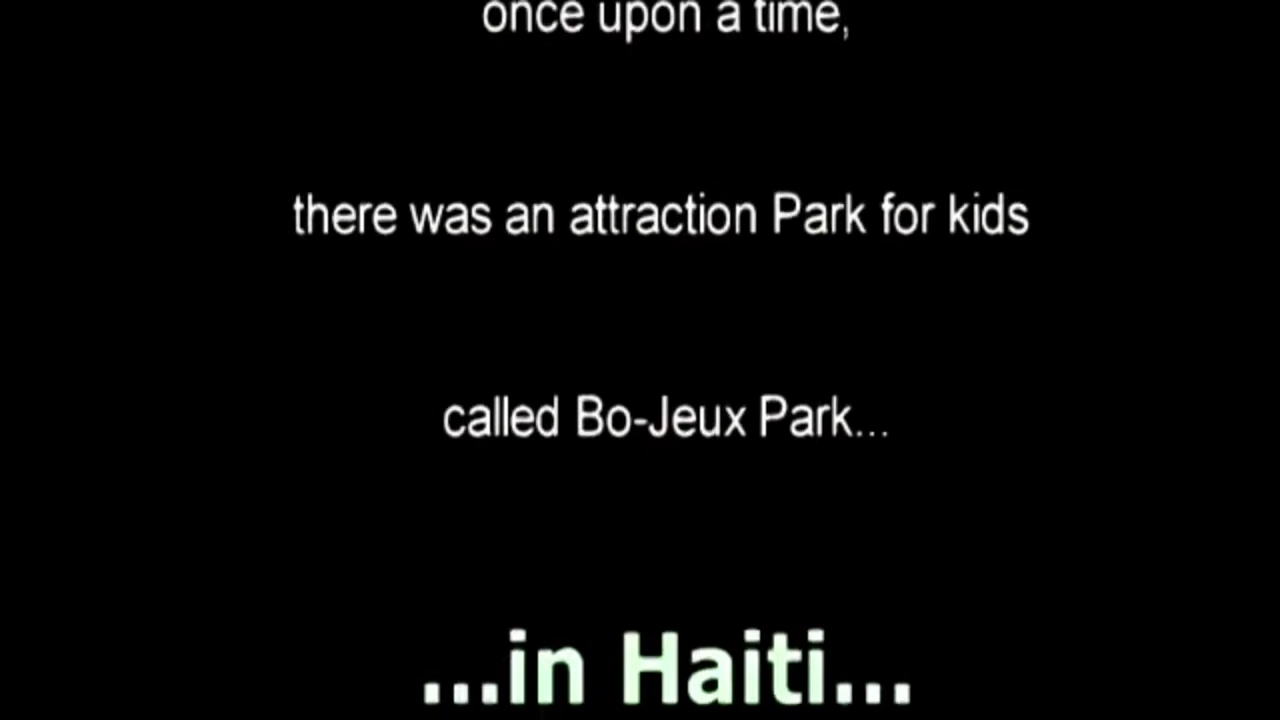 once upon a time,
there was an attraction Park for kids
called Bo-Jeux Park...
...in Haiti...